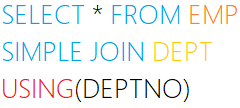 SELECT * FROM EMP
SIMPLE JOIN DEPT
USING(DEPTNO)